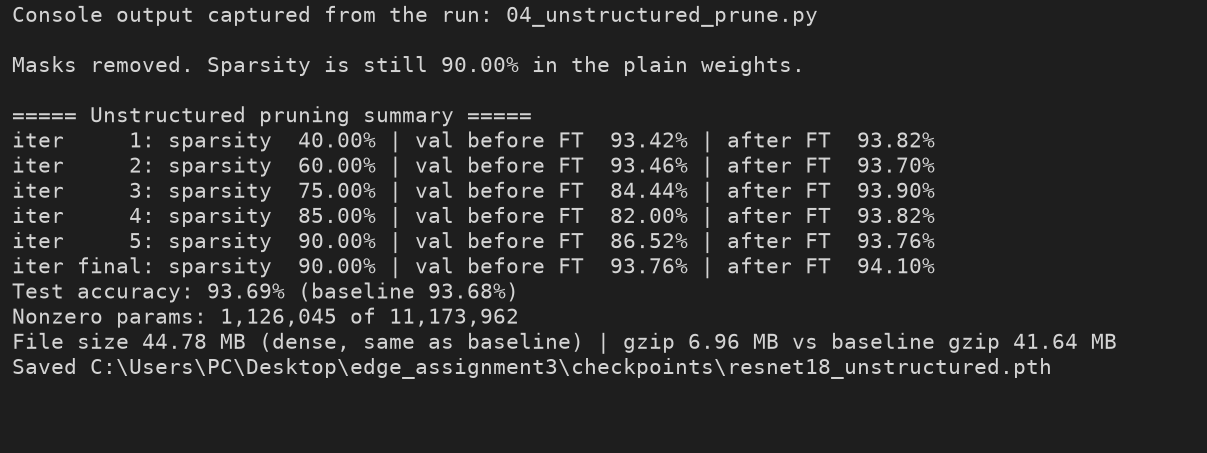 Console output captured from the run: 04_unstructured_prune.py
Masks removed. Sparsity is still 90.00% in the plain weights.
===== Unstructured pruning summary =====
iter     1: sparsity  40.00% | val before FT  93.42% | after FT  93.82%
iter     2: sparsity  60.00% | val before FT  93.46% | after FT  93.70%
iter     3: sparsity  75.00% | val before FT  84.44% | after FT  93.90%
iter     4: sparsity  85.00% | val before FT  82.00% | after FT  93.82%
iter     5: sparsity  90.00% | val before FT  86.52% | after FT  93.76%
iter final: sparsity  90.00% | val before FT  93.76% | after FT  94.10%
Test accuracy: 93.69% (baseline 93.68%)
Nonzero params: 1,126,045 of 11,173,962
File size 44.78 MB (dense, same as baseline) | gzip 6.96 MB vs baseline gzip 41.64 MB
Saved C:\Users\PC\Desktop\edge_assignment3\checkpoints\resnet18_unstructured.pth